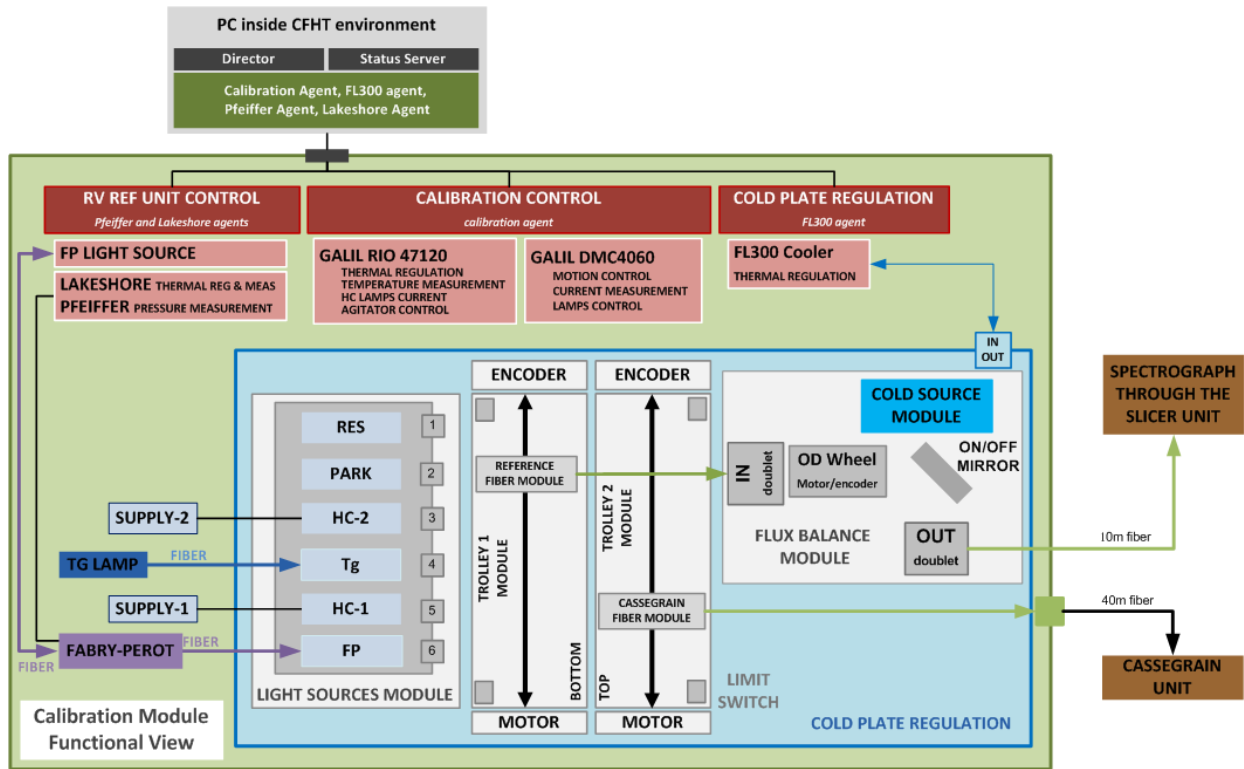 PC inside CFHT environment
Director
Status Server
Calibration Agent, FL300 agent,
Pfeiffer Agent, Lakeshore Agent
RV REF UNIT CONTROL
Pfeiffer and Lakeshore agents
CALIBRATION CONTROL
calibration agent
COLD PLATE REGULATION
FL300 agent
FP LIGHT SOURCE
LAKESHORE THERMAL REG & MEAS
PFEIFFER PRESSURE MEASUREMENT
GALIL RIO 47120
THERMAL REGULATION
TEMPERATURE MEASUREMENT
HC LAMPS CURRENT
AGITATOR CONTROL
GALIL DMC4060
MOTION CONTROL
CURRENT MEASUREMENT
LAMPS CONTROL
FL300 Cooler
THERMAL REGULATION
IN
OUT
ENCODER
ENCODER
RES
1
PARK
2
HC-2
3
Tg
4
HC-1
5
FP
6
LIGHT SOURCES MODULE
SUPPLY-2
TG LAMP
FIBER
SUPPLY-1
FABRY-PEROT
FIBER
FIBER
REFERENCE
FIBER MODULE
TROLLEY 1
MODULE
BOTTOM
MOTOR
TROLLEY 2
MODULE
CASSEGRAIN
FIBER MODULE
TOP
MOTOR
COLD SOURCE
MODULE
ON/OFF
MIRROR
IN
doublet
OD Wheel
Motor/encoder
FLUX BALANCE
MODULE
OUT
doublet
LIMIT
SWITCH
COLD PLATE REGULATION
SPECTROGRAPH
THROUGH THE
SLICER UNIT
10m fiber
40m fiber
CASSEGRAIN
UNIT
Calibration Module
Functional View